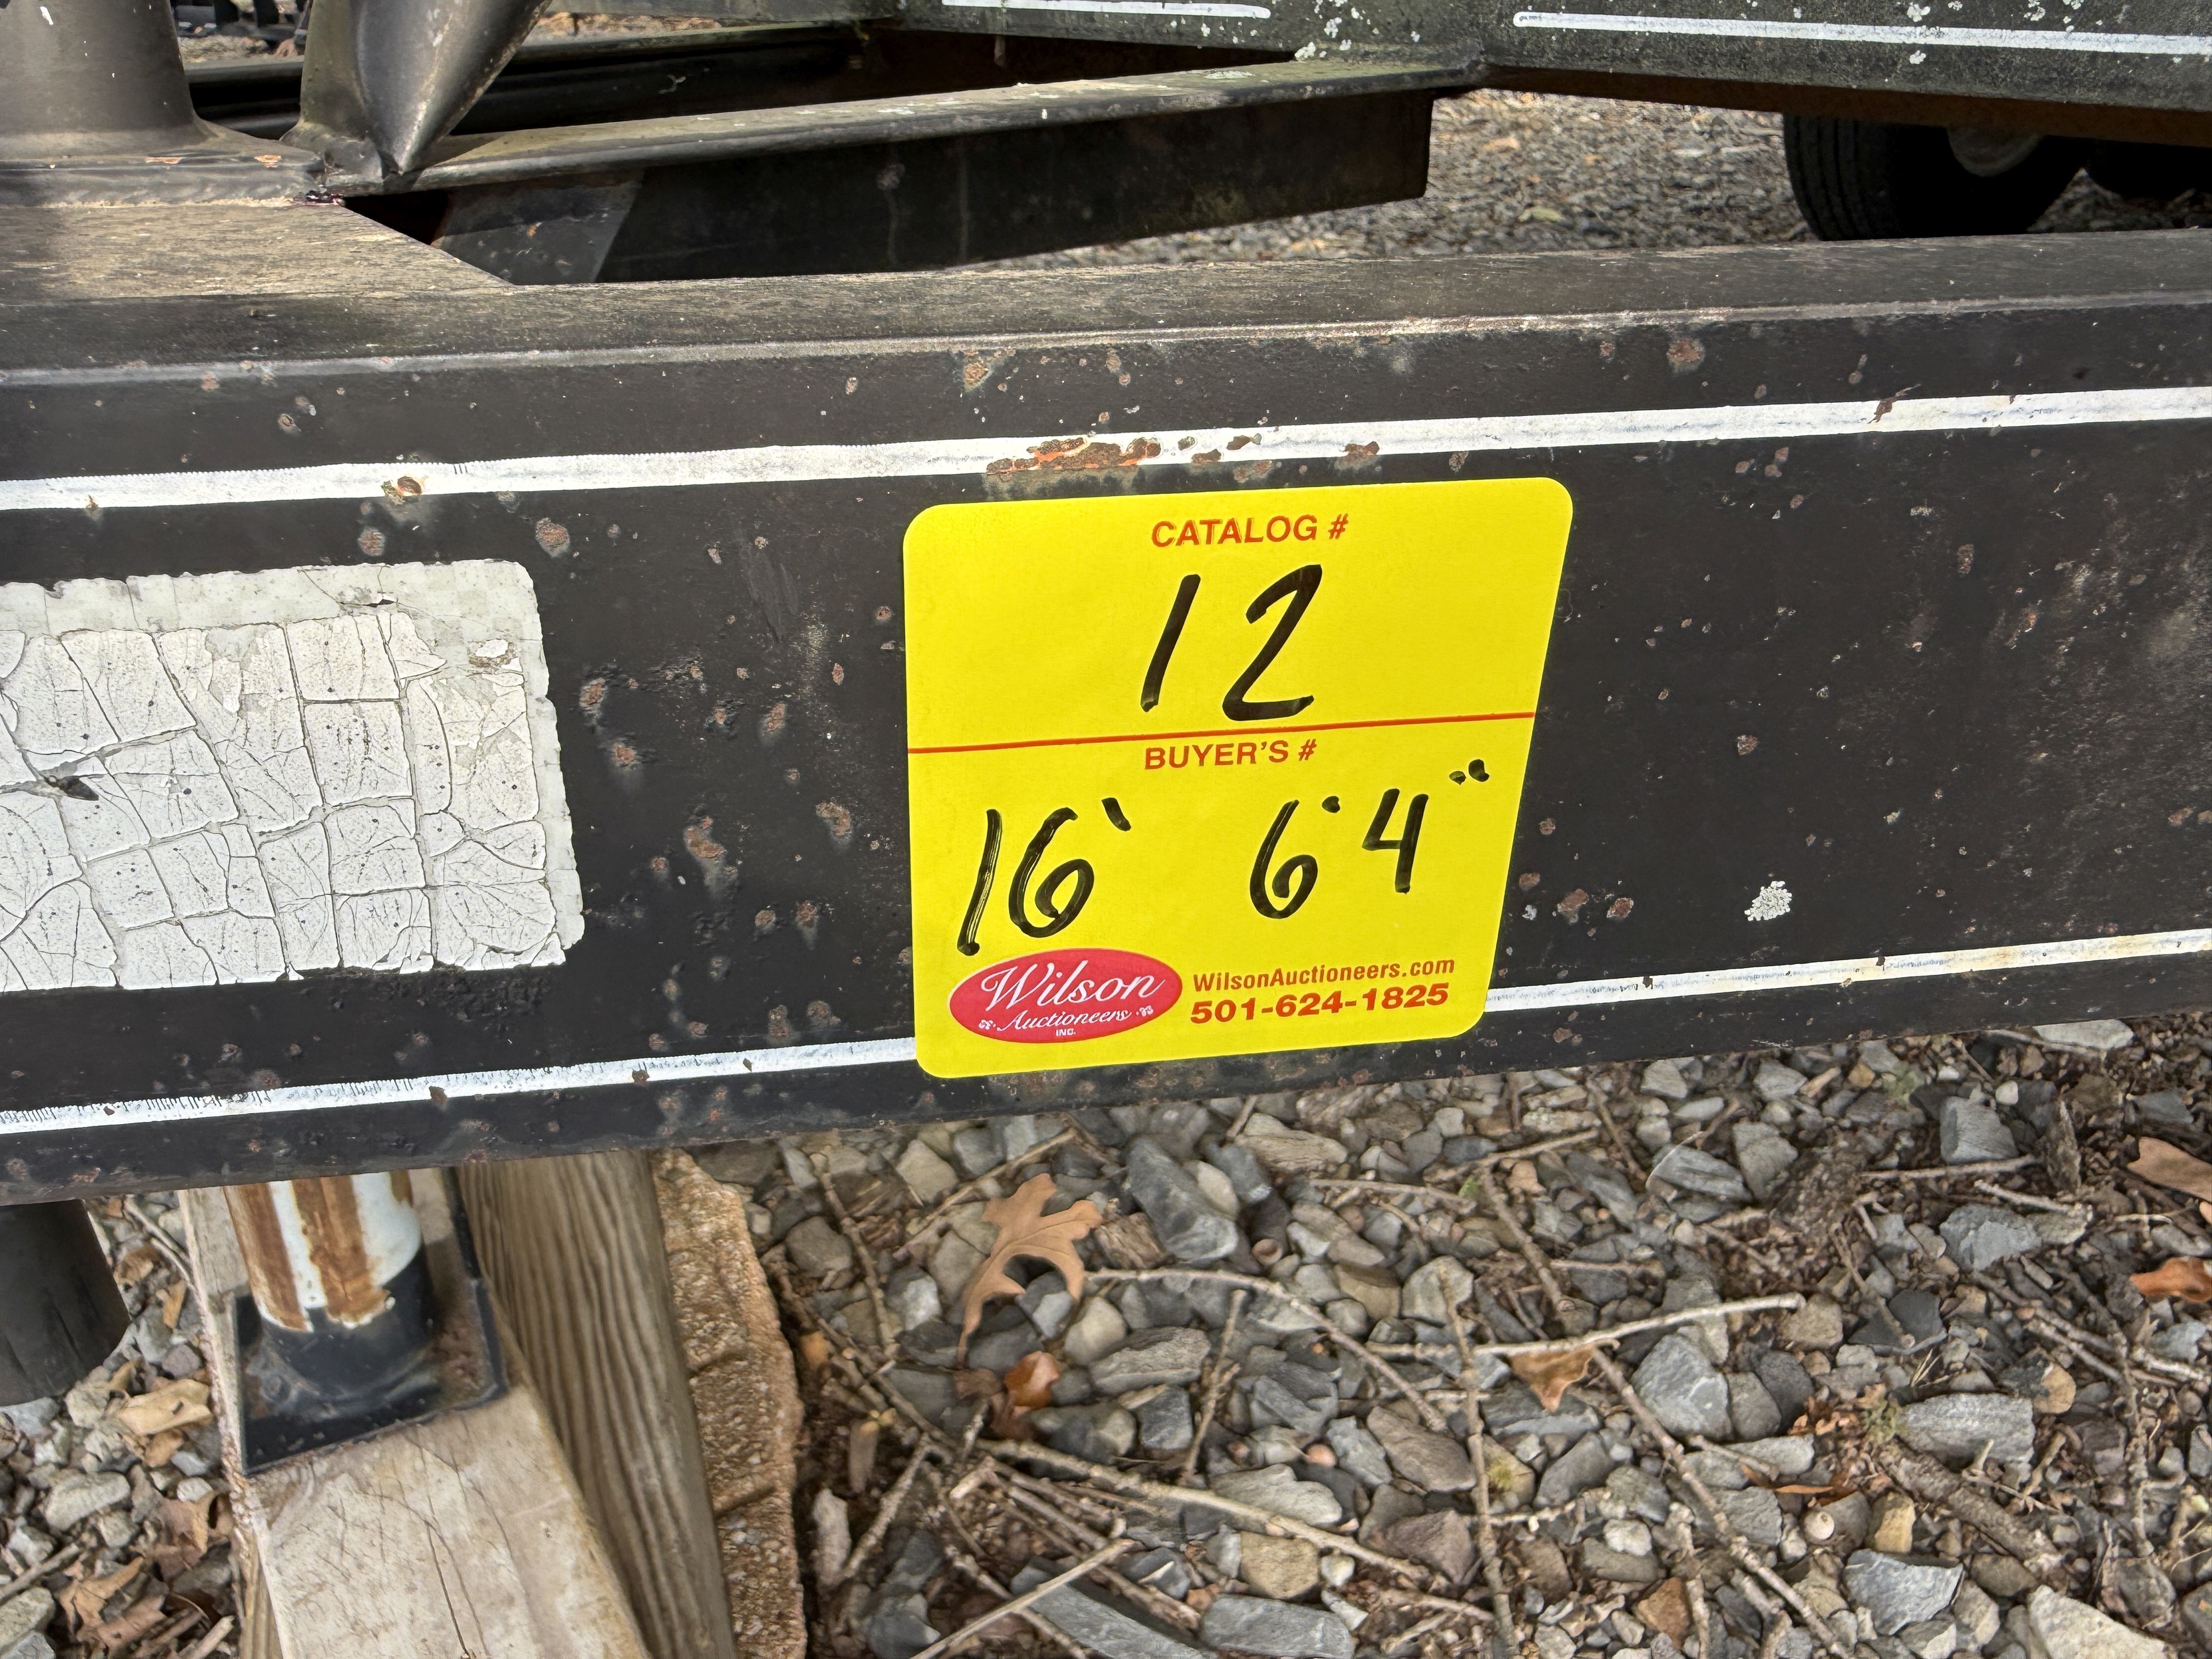 CATALOG #
12
BUYER'S #
16' 6'4"
Wilson
Auctioneers
INC.
WilsonAuctioneers.com
501-624-1825